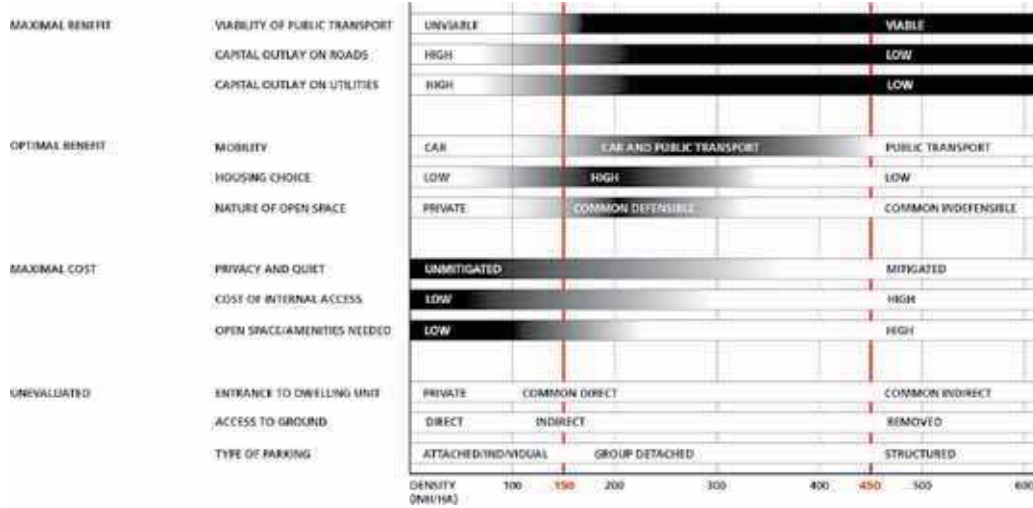 MAXIMAL BENEFIT VIABILITY OF PUBLIC TRANSPORT UNVIABLE VIABLE
CAPITAL OUTLAY ON ROADS HIGH LOW
CAPITAL OUTLAY ON UTILITIES HIGH LOW
OPTIMAL BENEFIT MOBILITY CAR CAR AND PUBLIC TRANSPORT PUBLIC TRANSPORT
HOUSING CHOICE LOW HIGH LOW
NATURE OF OPEN SPACE PRIVATE COMMON DEFENSIBLE COMMON INDEFENSIBLE
MAXIMAL COST PRIVACY AND QUIET UNMITIGATED MITIGATED
COST OF INTERNAL ACCESS LOW HIGH
OPEN SPACE/AMENITIES NEEDED LOW HIGH
UNEVALUATED ENTRANCE TO DWELLING UNIT PRIVATE COMMON DIRECT COMMON INDIRECT
ACCESS TO GROUND DIRECT INDIRECT REMOVED
TYPE OF PARKING ATTACHED/INDIVIDUAL GROUP DETACHED STRUCTURED
DENSITY 100 150 200 300 400 450 500 600
(INH/HA)